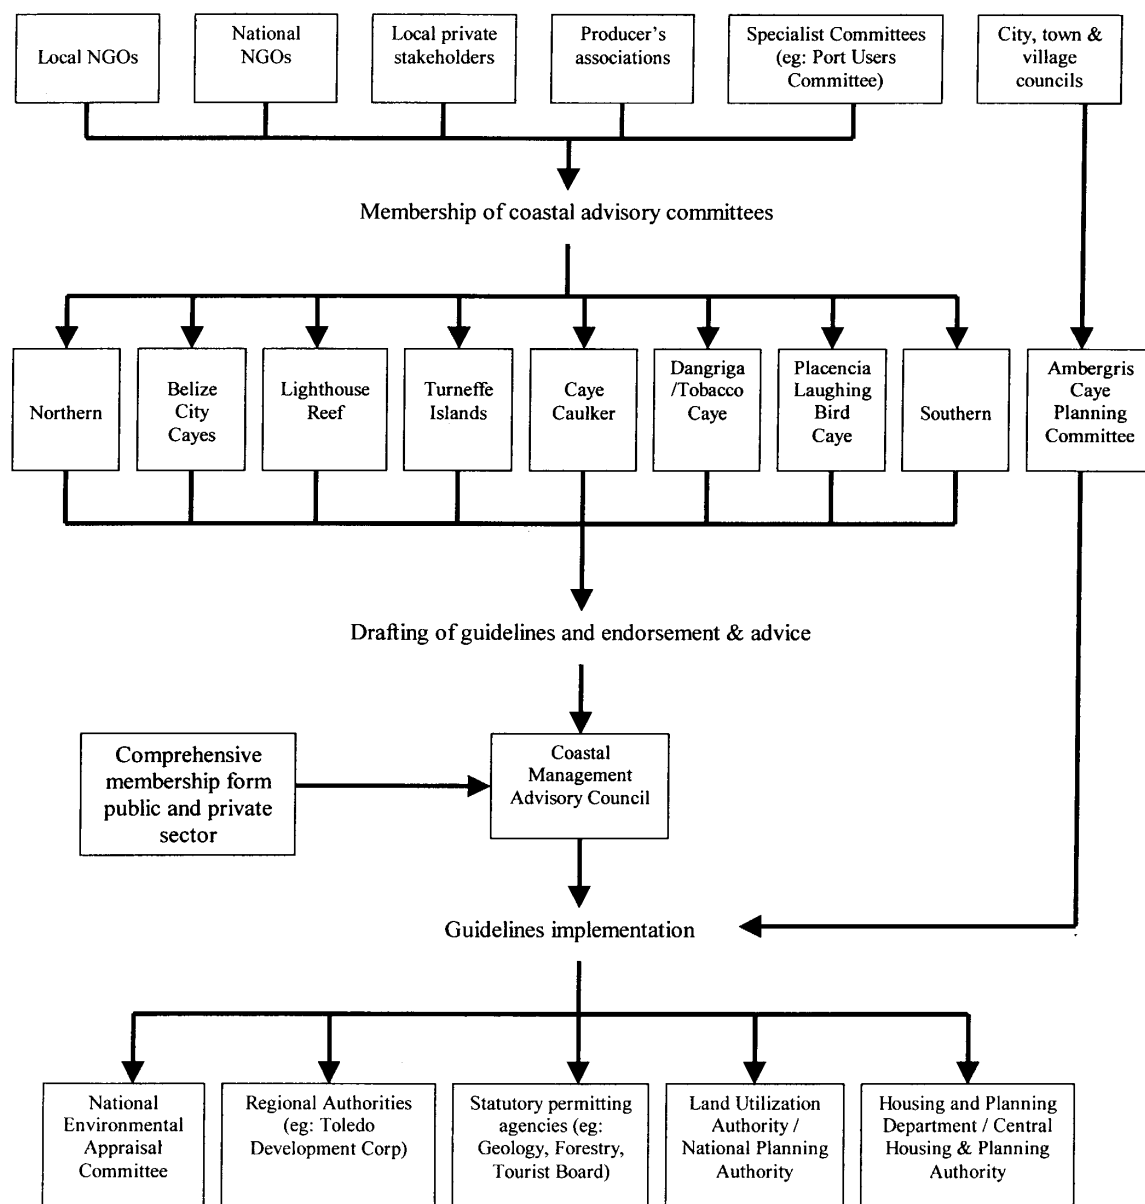 Local NGOs
National
NGOs
Local private
stakeholders
Producer's
associations
Specialist Committees
(eg: Port Users
Committee)
City, town &
village
councils
Membership of coastal advisory committees
Northern
Belize
City
Cayes
Lighthouse
Reef
Turneffe
Islands
Caye
Caulker
Dangriga
/Tobacco
Caye
Placencia
Laughing
Bird
Caye
Southern
Ambergris
Caye
Planning
Committee
Drafting of guidelines and endorsement & advice
Comprehensive
membership form
public and private
sector
Coastal
Management
Advisory Council
Guidelines implementation
National
Environmental
Appraisal
Committee
Regional Authorities
(eg: Toledo
Development Corp)
Statutory permitting
agencies (eg:
Geology, Forestry,
Tourist Board)
Land Utilization
Authority /
National Planning
Authority
Housing and Planning
Department / Central
Housing & Planning
Authority